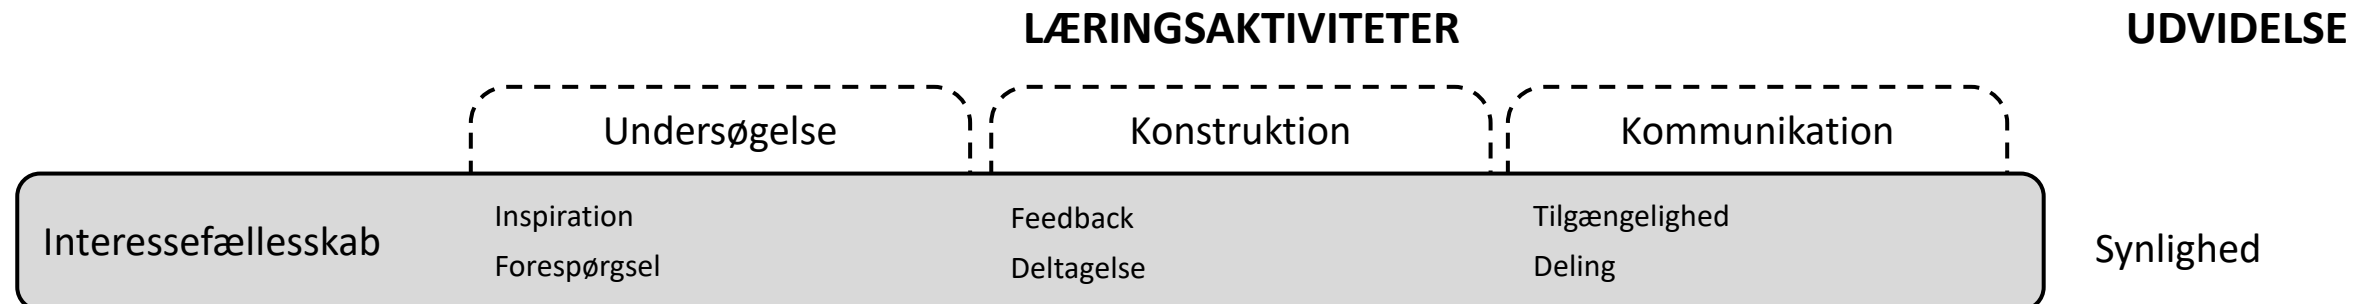 LÆRINGSAKTIVITETER UDVIDELSE
Undersøgelse Konstruktion Kommunikation
Interessefællesskab
Inspiration
Forespørgsel
Feedback
Deltagelse
Tilgængelighed
Deling
Synlighed